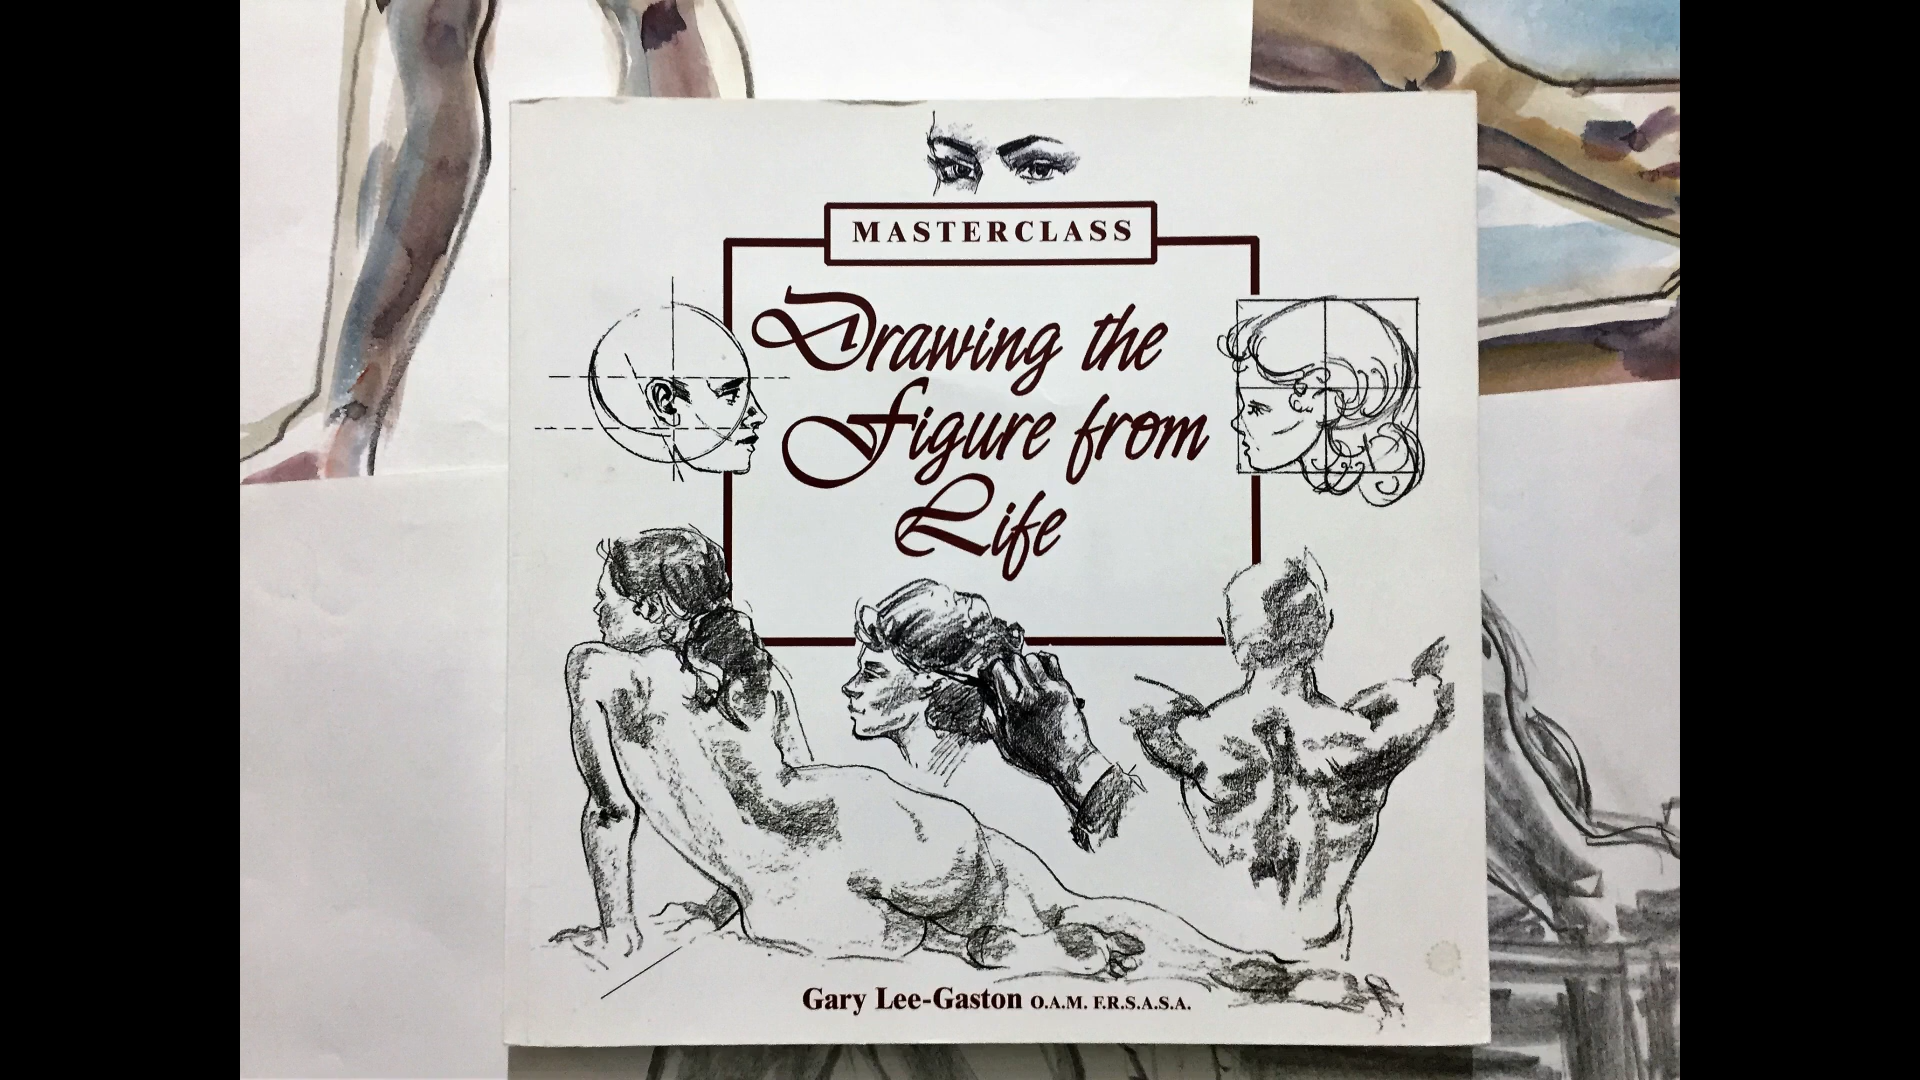 MASTERCLASS
Drawing the
Figure from
Life
Gary Lee-Gaston O.A.M. F.R.S.A.S.A.